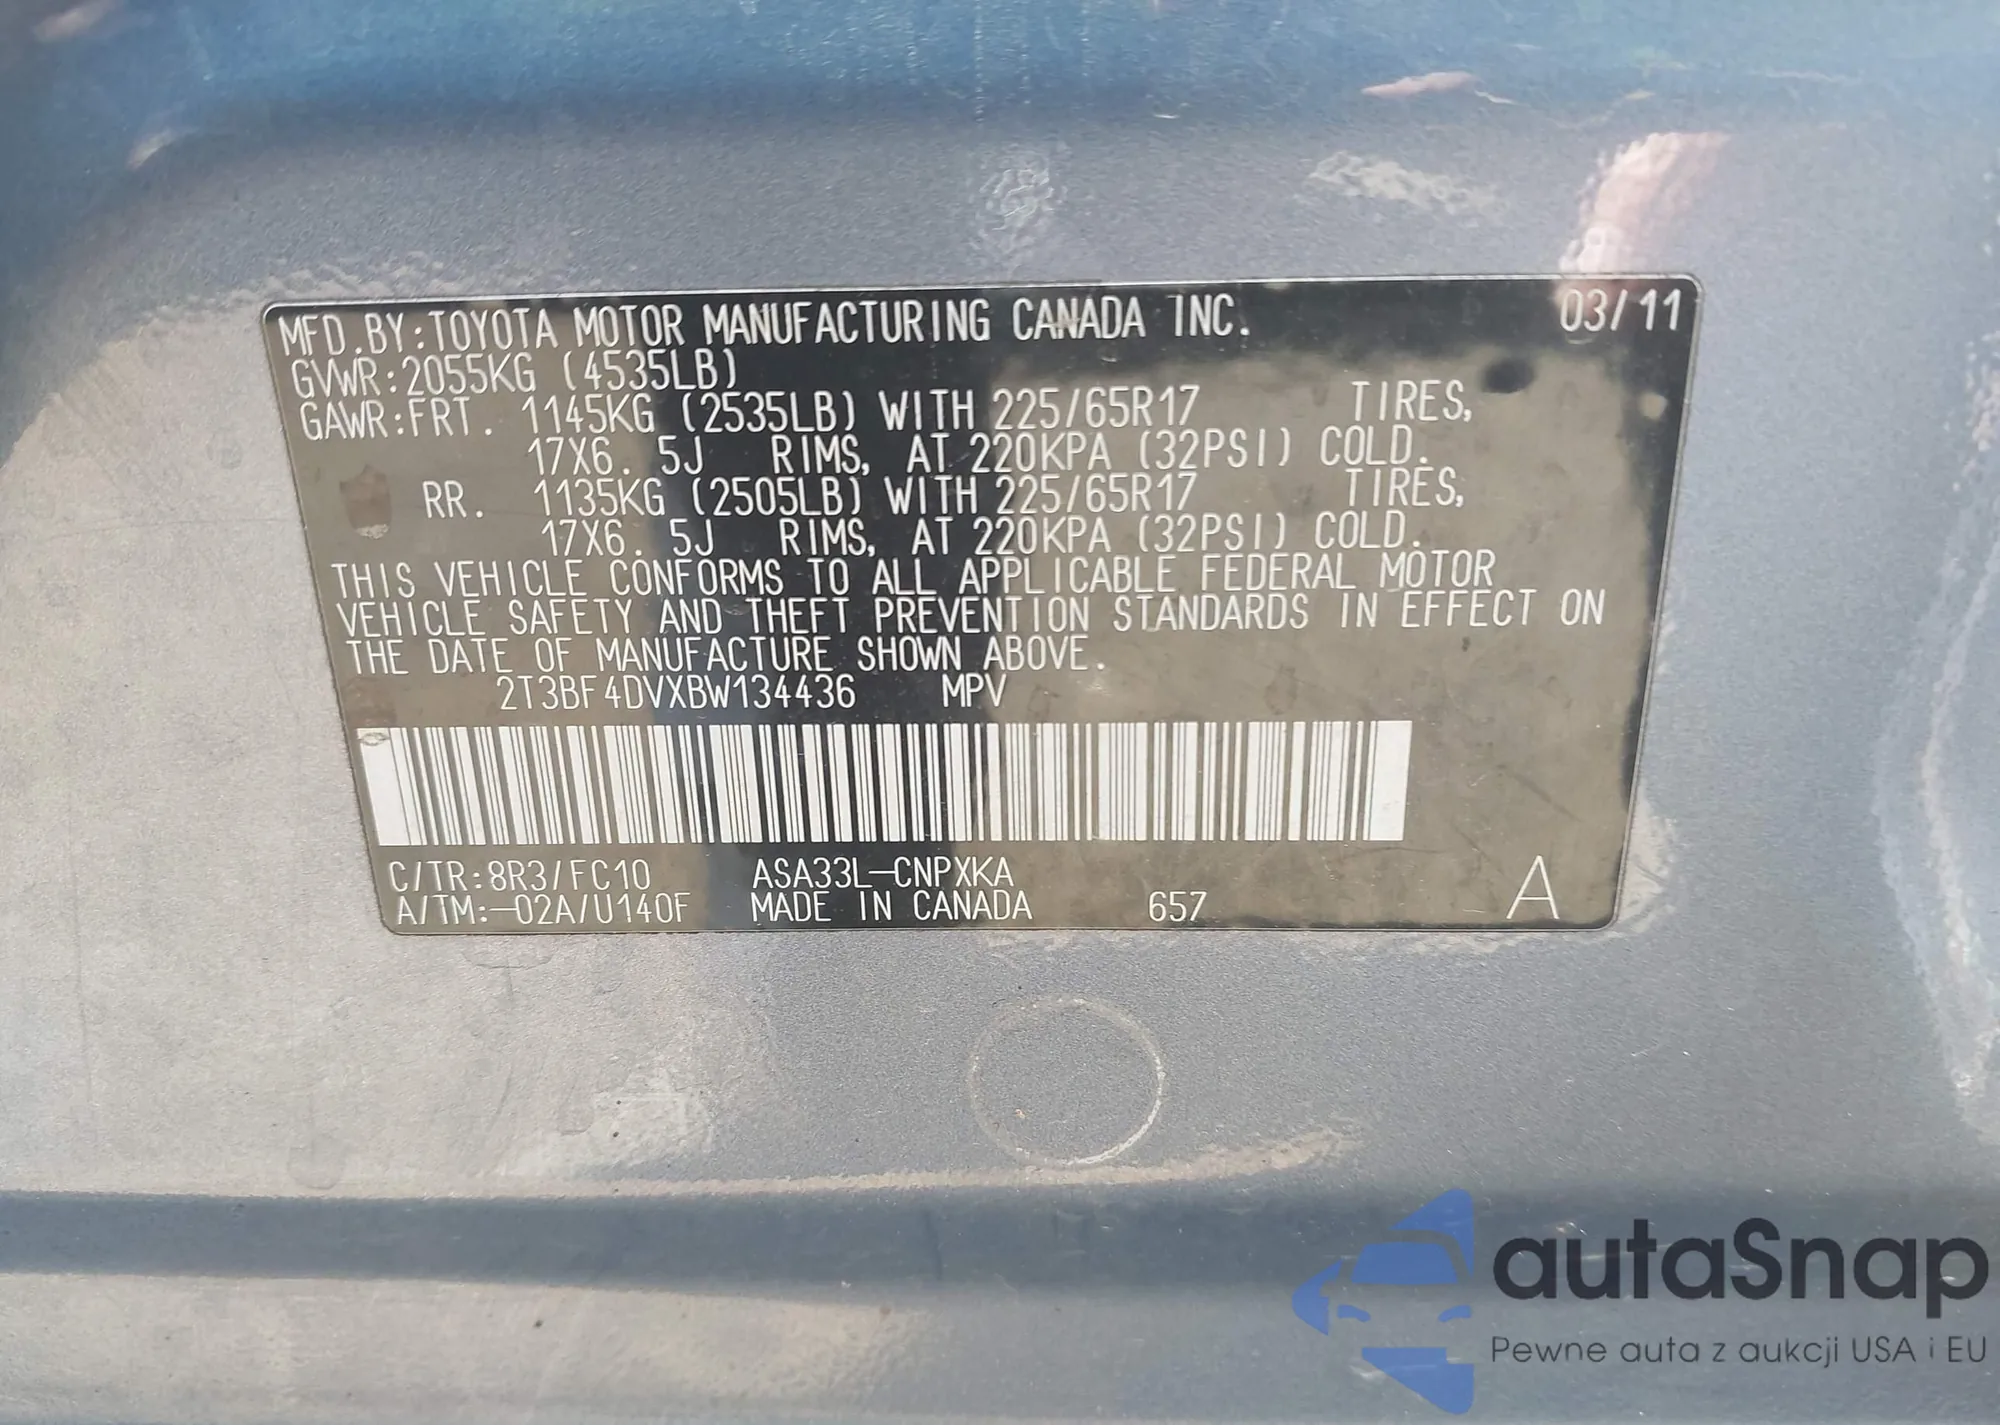 MFD.BY:TOYOTA MOTOR MANUFACTURING CANADA INC. 03/11
GVWR:2055KG (4535LB)
GAWR:FRT. 1145KG (2535LB) WITH 225/65R17 TIRES,
17X6.5J RIMS, AT 220KPA (32PSI) COLD.
RR. 1135KG (2505LB) WITH 225/65R17 TIRES,
17X6.5J RIMS, AT 220KPA (32PSI) COLD.
THIS VEHICLE CONFORMS TO ALL APPLICABLE FEDERAL MOTOR
VEHICLE SAFETY AND THEFT PREVENTION STANDARDS IN EFFECT ON
THE DATE OF MANUFACTURE SHOWN ABOVE.
2T3BF4DVXBW134436 MPV
C/TR:8R3/FC10 ASA33L-CNPXKA
A/TM:-02A/U140F MADE IN CANADA 657 A
autaSnap
Pewne auta z aukcji USA i EU